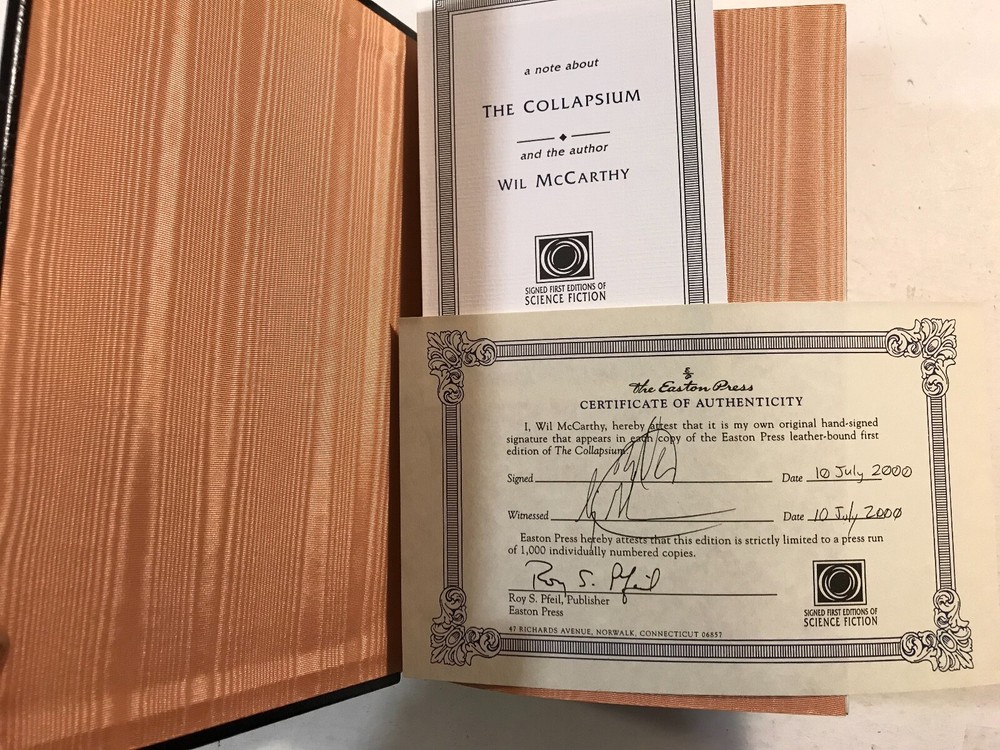 a note about
THE COLLAPSIUM
and the author
WIL MCCARTHY
SIGNED FIRST EDITIONS OF
SCIENCE FICTION
The Easton Press
CERTIFICATE OF AUTHENTICITY
I, Wil McCarthy, hereby attest that it is my own original hand-signed
signature that appears in each copy of the Easton Press leather-bound first
edition of The Collapsium.
Signed Date 10 July 2000
Witnessed Date 10 July 2000
Easton Press hereby attests that this edition is strictly limited to a press run
of 1,000 individually numbered copies.
Roy S. Pfeil
Roy S. Pfeil, Publisher
Easton Press
SIGNED FIRST EDITIONS OF
SCIENCE FICTION
47 RICHARDS AVENUE, NORWALK, CONNECTICUT 06857